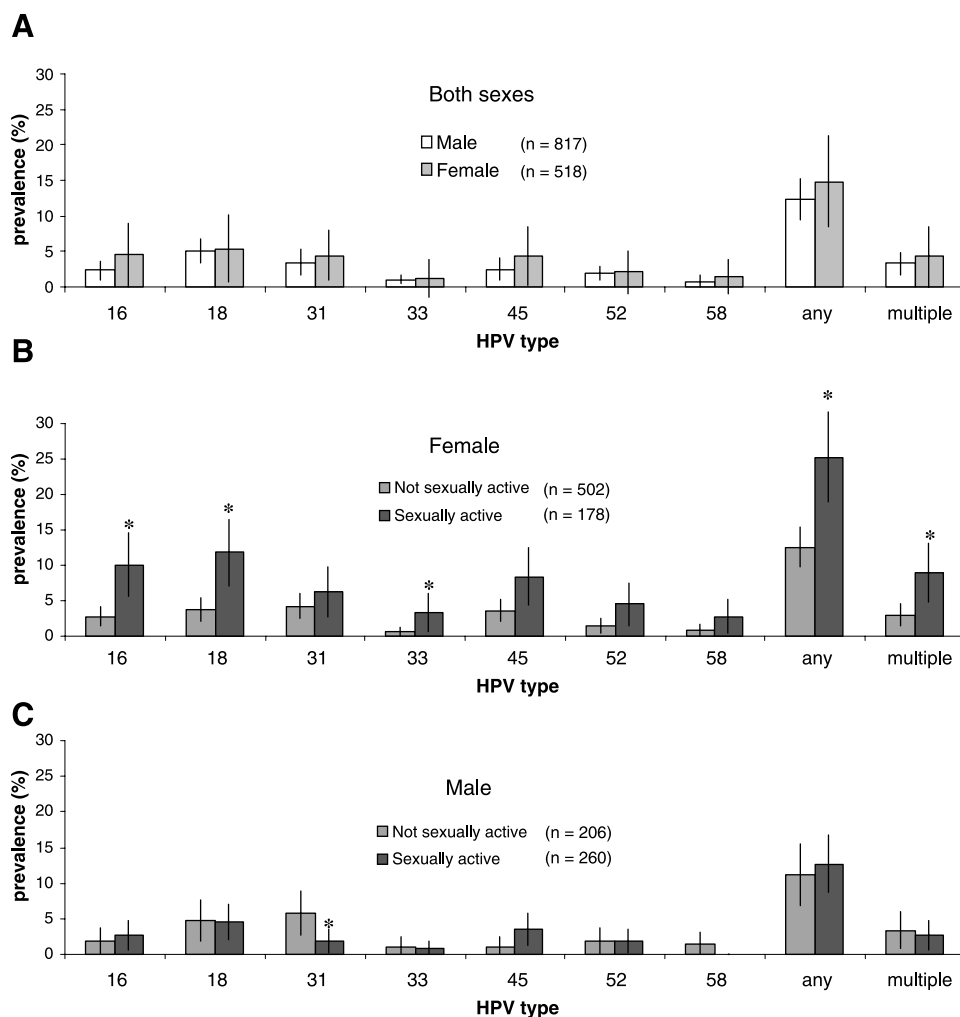 A
prevalence (%)
30
25
20
15
10
5
0
Both sexes
Male (n = 817)
Female (n = 518)
16 18 31 33 45 52 58 any multiple
HPV type
B
prevalence (%)
30
25
20
15
10
5
0
Female
Not sexually active (n = 502)
Sexually active (n = 178)
* * * * *
16 18 31 33 45 52 58 any multiple
HPV type
C
prevalence (%)
30
25
20
15
10
5
0
Male
Not sexually active (n = 206)
Sexually active (n = 260)
*
16 18 31 33 45 52 58 any multiple
HPV type